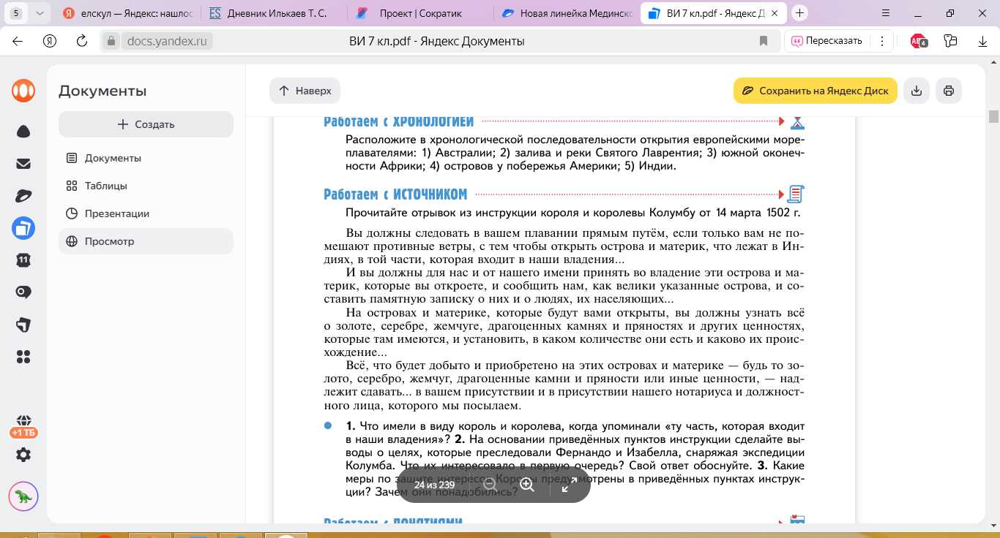 5
елскул — Яндекс: нашлос
ES Дневник Илькаев Т. С.
Проект | Сократик
Новая линейка Мединско
ВИ 7 кл.pdf - Яндекс Д
Я
docs.yandex.ru
ВИ 7 кл.pdf - Яндекс Документы
Пересказать
4
Документы
Создать
Документы
Таблицы
Презентации
Просмотр
11
+1 ТБ
Наверх
Сохранить на Яндекс Диск
Работаем с ХРОНОЛОГИЕЙ
Расположите в хронологической последовательности открытия европейскими море-
плавателями: 1) Австралии; 2) залива и реки Святого Лаврентия; 3) южной оконеч-
ности Африки; 4) островов у побережья Америки; 5) Индии.
Работаем с ИСТОЧНИКОМ
Прочитайте отрывок из инструкции короля и королевы Колумбу от 14 марта 1502 г.
Вы должны следовать в вашем плавании прямым путём, если только вам не по-
мешают противные ветры, с тем чтобы открыть острова и материк, что лежат в Ин-
диях, в той части, которая входит в наши владения...
И вы должны для нас и от нашего имени принять во владение эти острова и ма-
терик, которые вы откроете, и сообщить нам, как велики указанные острова, и со-
ставить памятную записку о них и о людях, их населяющих...
На островах и материке, которые будут вами открыты, вы должны узнать всё
о золоте, серебре, жемчуге, драгоценных камнях и пряностях и других ценностях,
которые там имеются, и установить, в каком количестве они есть и каково их проис-
хождение...
Всё, что будет добыто и приобретено на этих островах и материке — будь то зо-
лото, серебро, жемчуг, драгоценные камни и пряности или иные ценности, — над-
лежит сдавать... в вашем присутствии и в присутствии нашего нотариуса и должност-
ного лица, которого мы посылаем.
1. Что имели в виду король и королева, когда упоминали «ту часть, которая входит
в наши владения»? 2. На основании приведённых пунктов инструкции сделайте вы-
воды о целях, которые преследовали Фернандо и Изабелла, снаряжая экспедиции
Колумба. Что их интересовало в первую очередь? Свой ответ обоснуйте. 3. Какие
меры по защите интересов Короны предусмотрены в приведённых пунктах инструк-
ции? Зачем они понадобились?
24 из 239
Работаем с ПОНЯТИЯМИ